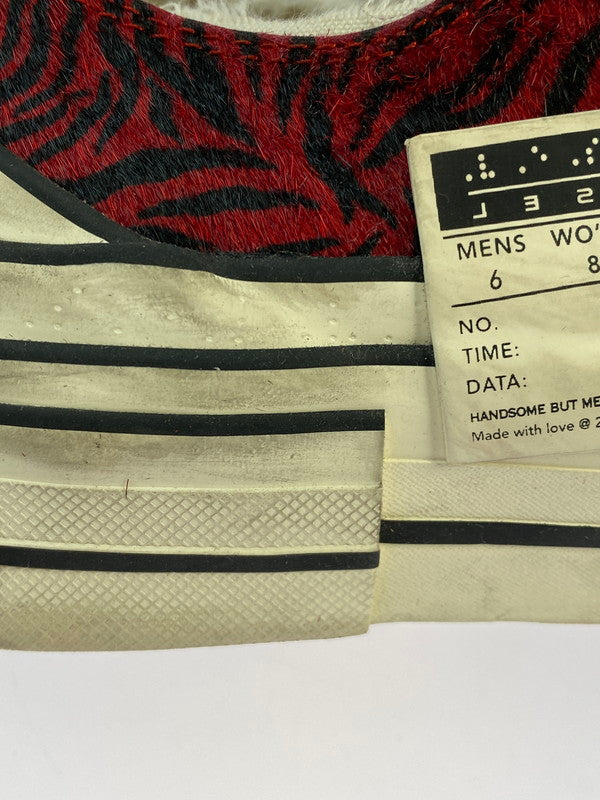 MENS WO'
6 8
NO.
TIME:
DATA:
HANDSOME BUT ME
Made with love @ 2